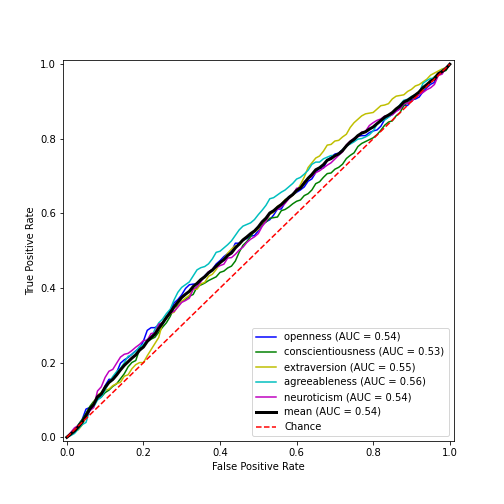 1.0
0.8
0.6
0.4
0.2
0.0
True Positive Rate
openness (AUC = 0.54)
conscientiousness (AUC = 0.53)
extraversion (AUC = 0.55)
agreeableness (AUC = 0.56)
neuroticism (AUC = 0.54)
mean (AUC = 0.54)
Chance
0.0 0.2 0.4 0.6 0.8 1.0
False Positive Rate